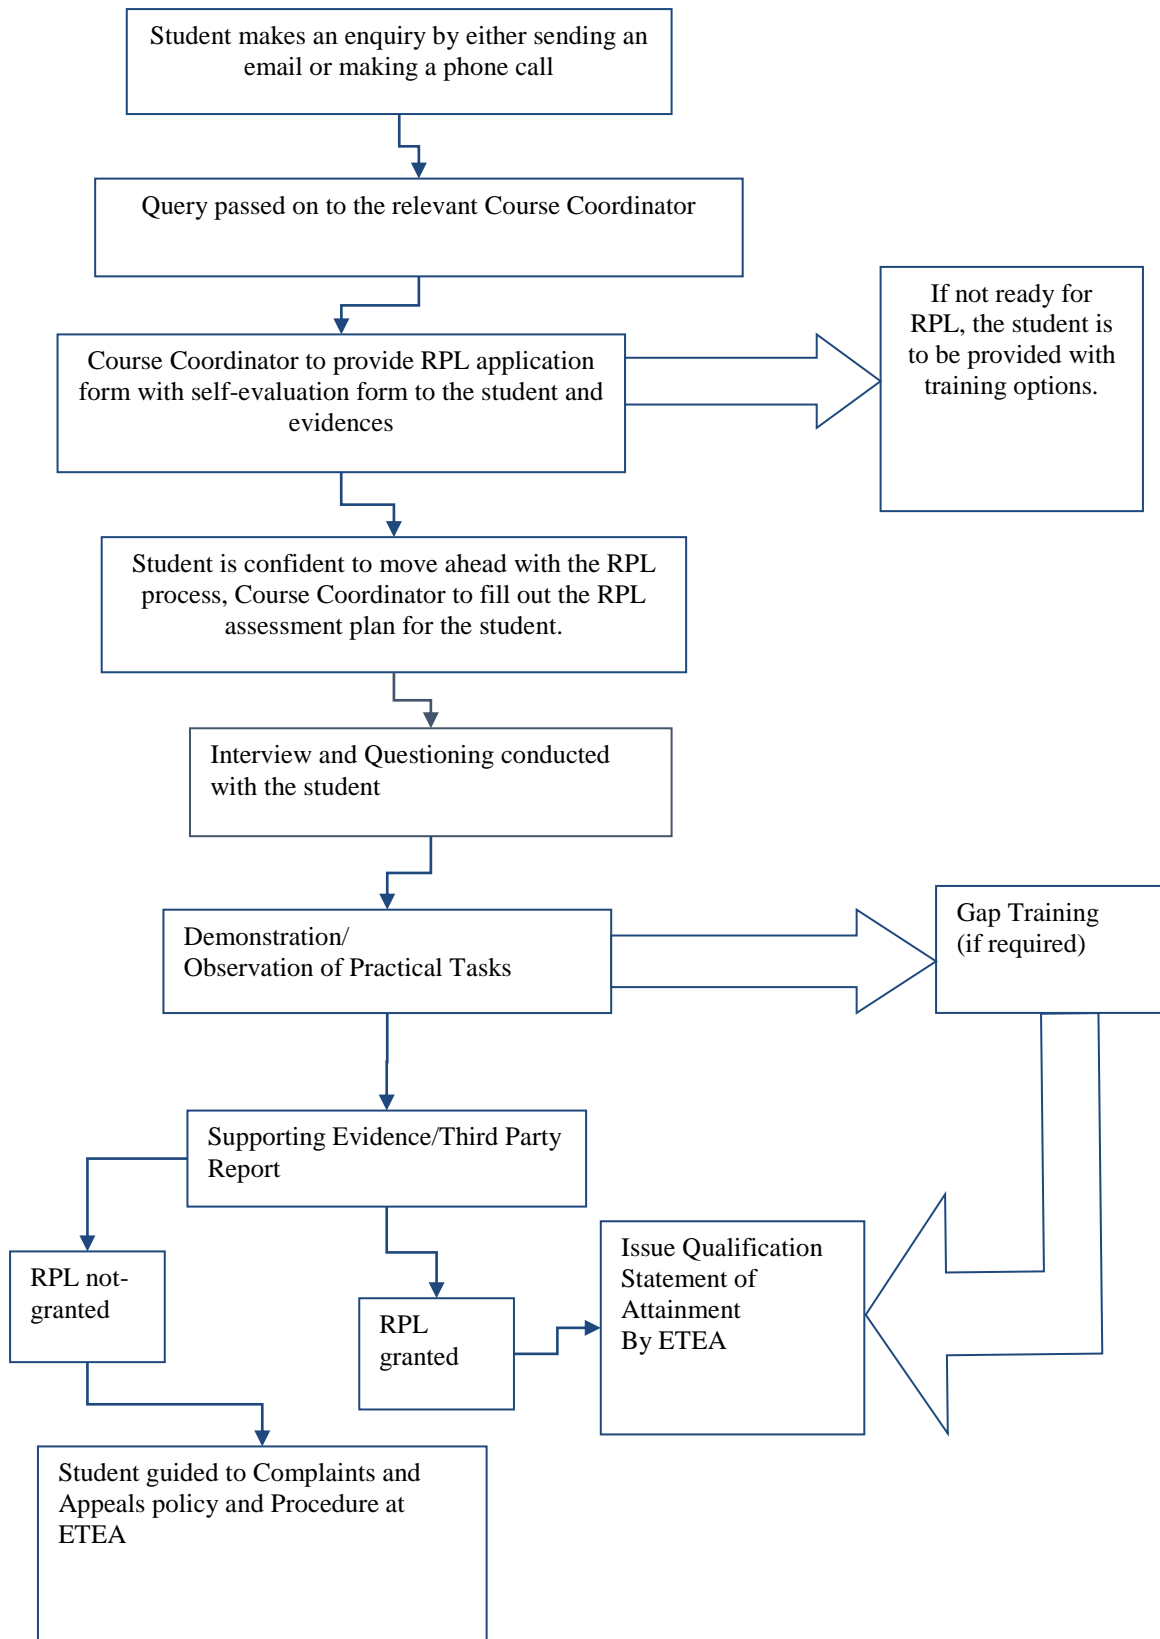 Student makes an enquiry by either sending an
email or making a phone call
Query passed on to the relevant Course Coordinator
If not ready for
RPL, the student is
to be provided with
training options.
Course Coordinator to provide RPL application
form with self-evaluation form to the student and
evidences
Student is confident to move ahead with the RPL
process, Course Coordinator to fill out the RPL
assessment plan for the student.
Interview and Questioning conducted
with the student
Demonstration/
Observation of Practical Tasks
Gap Training
(if required)
Supporting Evidence/Third Party
Report
RPL not-
granted
RPL
granted
Issue Qualification
Statement of
Attainment
By ETEA
Student guided to Complaints and
Appeals policy and Procedure at
ETEA